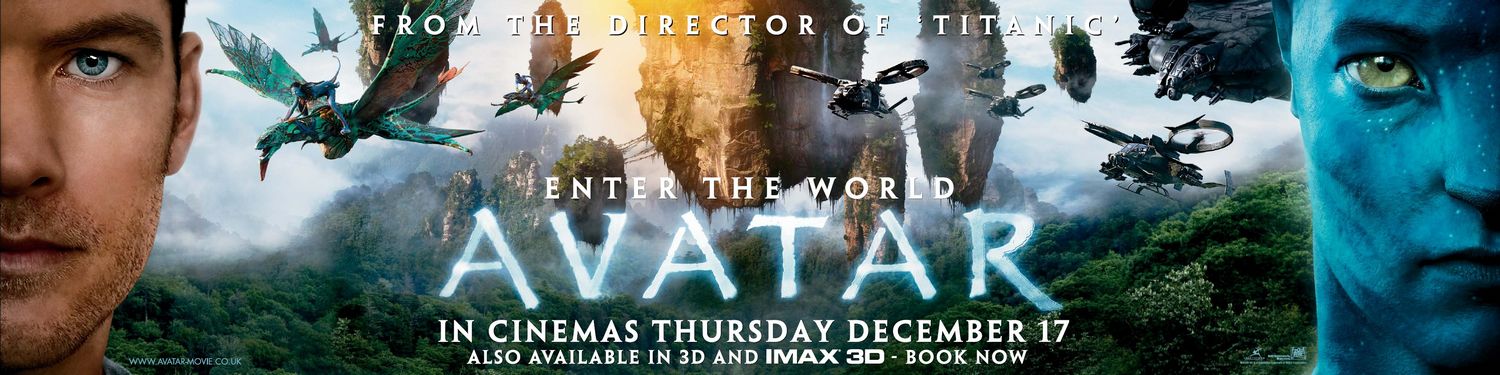 FROM THE DIRECTOR OF 'TITANIC'
ENTER THE WORLD
AVATAR
IN CINEMAS THURSDAY DECEMBER 17
ALSO AVAILABLE IN 3D AND IMAX 3D - BOOK NOW
WWW.AVATAR-MOVIE.CO.UK